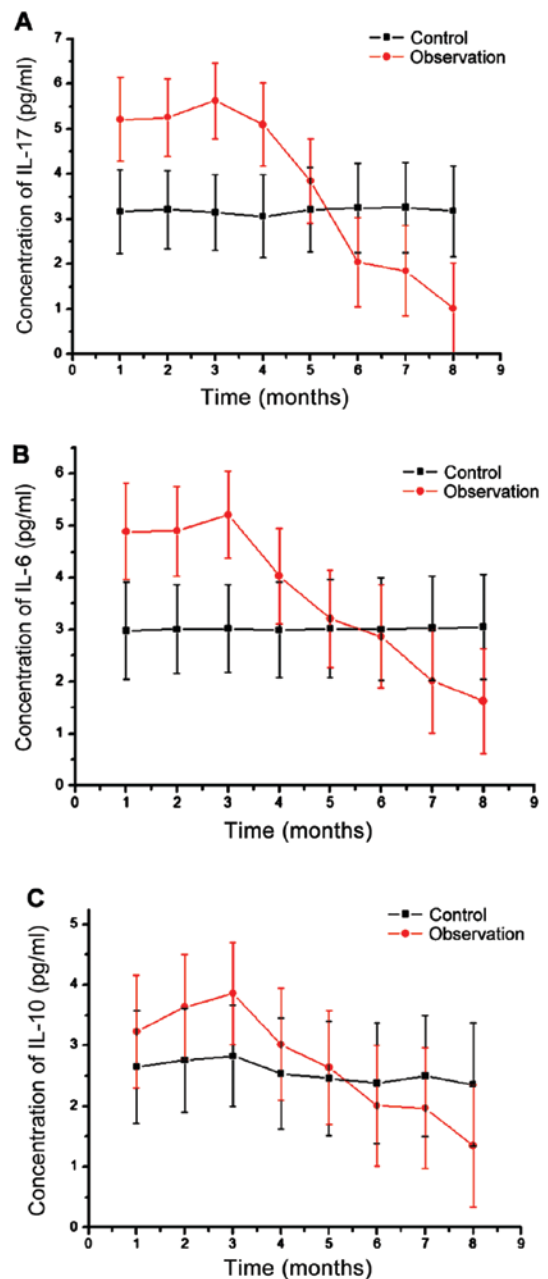 A
Control
Observation
Concentration of IL-17 (pg/ml)
7
6
5
4
3
2
1
0
0 1 2 3 4 5 6 7 8 9
Time (months)
B
Control
Observation
Concentration of IL-6 (pg/ml)
6
5
4
3
2
1
0
0 1 2 3 4 5 6 7 8 9
Time (months)
C
Control
Observation
Concentration of IL-10 (pg/ml)
5
4
3
2
1
0
0 1 2 3 4 5 6 7 8 9
Time (months)